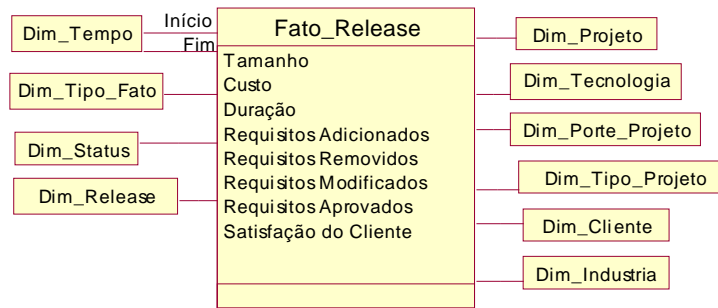 Dim_Tempo
Início
Fim
Dim_Tipo_Fato
Dim_Status
Dim_Release
Fato_Release
Tamanho
Custo
Duração
Requisitos Adicionados
Requisitos Removidos
Requisitos Modificados
Requisitos Aprovados
Satisfação do Cliente
Dim_Projeto
Dim_Tecnologia
Dim_Porte_Projeto
Dim_Tipo_Projeto
Dim_Cliente
Dim_Industria